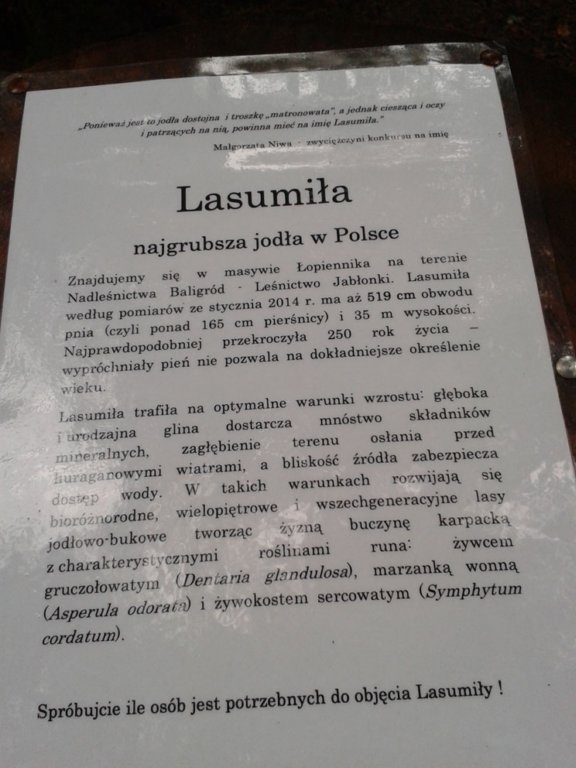 „Ponieważ jest to jodła dostojna i troszkę „matronowata”, a jednak ciesząca i oczy
i patrzących na nią, powinna mieć na imię Lasumiła.”
Małgorzata Niwa - zwyciężczyni konkursu na imię
Lasumiła
najgrubsza jodła w Polsce
Znajdujemy się w masywie Łopiennika na terenie
Nadleśnictwa Baligród - Leśnictwo Jabłonki. Lasumiła
według pomiarów ze stycznia 2014 r. ma aż 519 cm obwodu
pnia (czyli ponad 165 cm pierśnicy) i 35 m wysokości.
Najprawdopodobniej przekroczyła 250 rok życia –
wypróchniały pień nie pozwala na dokładniejsze określenie
wieku.
Lasumiła trafiła na optymalne warunki wzrostu: głęboka
i urodzajna glina dostarcza mnóstwo składników
mineralnych, zagłębienie terenu osłania przed
huraganowymi wiatrami, a bliskość źródła zabezpiecza
dostęp wody. W takich warunkach rozwijają się
bioróżnorodne, wielopiętrowe i wszechgeneracyjne lasy
jodłowo-bukowe tworząc żyzną buczynę karpacką
z charakterystycznymi roślinami runa: żywcem
gruczołowatym (Dentaria glandulosa), marzanką wonną
(Asperula odorata) i żywokostem sercowatym (Symphytum
cordatum).
Spróbujcie ile osób jest potrzebnych do objęcia Lasumiły !